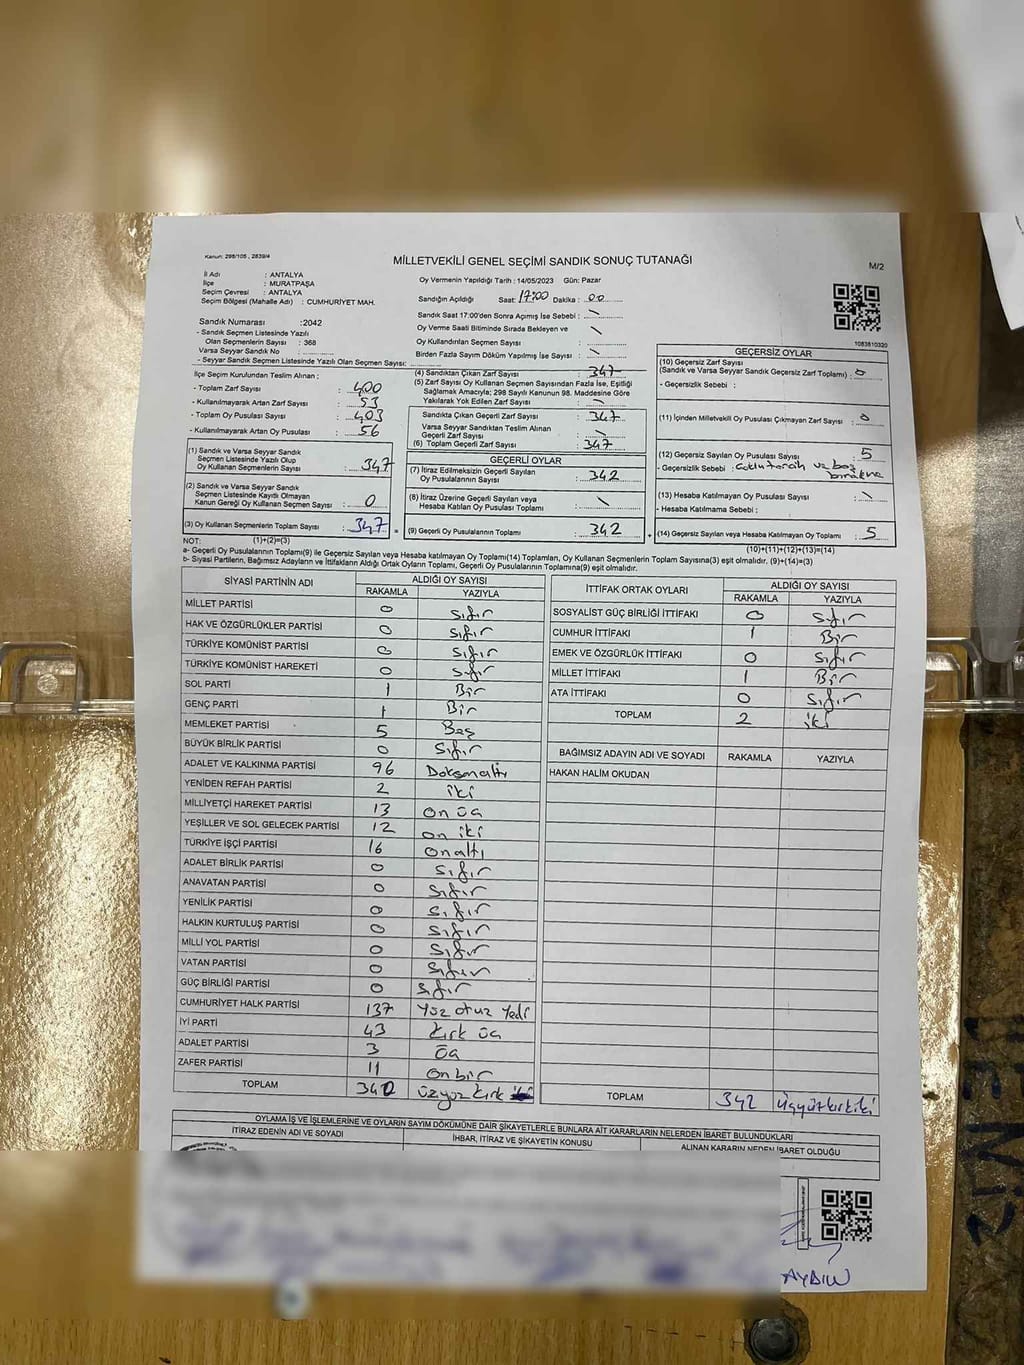 Kanun: 298/105 , 2839/4
MİLLETVEKİLİ GENEL SEÇİMİ SANDIK SONUÇ TUTANAĞI
M/2
İl Adı : ANTALYA
İlçe : MURATPAŞA
Seçim Çevresi : ANTALYA
Seçim Bölgesi (Mahalle Adı) : CUMHURİYET MAH.
Oy Vermenin Yapıldığı Tarih : 14/05/2023 Gün: Pazar
Sandığın Açıldığı Saat: 17:00 Dakika : 00
Sandık Saat 17:00'den Sonra Açımış İse Sebebi : \
Oy Verme Saati Bitiminde Sırada Bekleyen ve
Oy Kullandırılan Seçmen Sayısı : \
Birden Fazla Sayım Döküm Yapılmış İse Sayısı : \
1083810320
Sandık Numarası :2042
- Sandık Seçmen Listesinde Yazılı
Olan Seçmenlerin Sayısı : 368
Varsa Seyyar Sandık No :
- Seyyar Sandık Seçmen Listesinde Yazılı Olan Seçmen Sayısı:
İlçe Seçim Kurulundan Teslim Alınan ;
- Toplam Zarf Sayısı : 400
- Kullanılmayarak Artan Zarf Sayısı : 53
- Toplam Oy Pusulası Sayısı : 403
- Kullanılmayarak Artan Oy Pusulası : 56
(1) Sandık ve Varsa Seyyar Sandık
Seçmen Listesinde Yazılı Olup
Oy Kullanan Seçmenlerin Sayısı : 347
(2) Sandık ve Varsa Seyyar Sandık
Seçmen Listesinde Kayıtlı Olmayan
Kanun Gereği Oy Kullanan Seçmen Sayısı : 0
(3) Oy Kullanan Seçmenlerin Toplam Sayısı : 347 =
(4) Sandıktan Çıkan Zarf Sayısı : 347
(5) Zarf Sayısı Oy Kullanan Seçmen Sayısından Fazla İse, Eşitliği
Sağlamak Amacıyla; 298 Sayılı Kanunun 98. Maddesine Göre
Yakılarak Yok Edilen Zarf Sayısı : \
Sandıkta Çıkan Geçerli Zarf Sayısı : 347
Varsa Seyyar Sandıktan Teslim Alınan
Geçerli Zarf Sayısı : \
(6) Toplam Geçerli Zarf Sayısı : 347
GEÇERLİ OYLAR
(7) İtiraz Edilmeksizin Geçerli Sayılan
Oy Pusulalarının Sayısı : 342
(8) İtiraz Üzerine Geçerli Sayılan veya
Hesaba Katılan Oy Pusulası Toplamı : \
(9) Geçerli Oy Pusulalarının Toplamı : 342 +
GEÇERSİZ OYLAR
(10) Geçersiz Zarf Sayısı
(Sandık ve Varsa Seyyar Sandık Geçersiz Zarf Toplamı) : 0
- Geçersizlik Sebebi :
(11) İçinden Milletvekili Oy Pusulası Çıkmayan Zarf Sayısı : 0
(12) Geçersiz Sayılan Oy Pusulası Sayısı : 5
- Geçersizlik Sebebi : Çoklu tercih ve boş
bırakma
(13) Hesaba Katılmayan Oy Pusulası Sayısı : \
- Hesaba Katılmama Sebebi :
(14) Geçersiz Sayılan veya Hesaba Katılmayan Oy Toplamı : 5
NOT: (1)+(2)=(3) (10)+(11)+(12)+(13)=(14)
a- Geçerli Oy Pusulalarının Toplamı(9) ile Geçersiz Sayılan veya Hesaba katılmayan Oy Toplamı(14) Toplamları, Oy Kullanan Seçmenlerin Toplam Sayısına(3) eşit olmalıdır. (9)+(14)=(3)
b- Siyasi Partilerin, Bağımsız Adayların ve İttifakların Aldığı Ortak Oyların Toplamı, Geçerli Oy Pusulalarının Toplamına(9) eşit olmalıdır.
SİYASİ PARTİNİN ADI ALDIĞI OY SAYISI
RAKAMLA YAZIYLA
MİLLET PARTİSİ 0 sıfır
HAK VE ÖZGÜRLÜKLER PARTİSİ 0 sıfır
TÜRKİYE KOMÜNİST PARTİSİ 0 sıfır
TÜRKİYE KOMÜNİST HAREKETİ 0 sıfır
SOL PARTİ 1 Bir
GENÇ PARTİ 1 Bir
MEMLEKET PARTİSİ 5 Beş
BÜYÜK BİRLİK PARTİSİ 0 sıfır
ADALET VE KALKINMA PARTİSİ 96 Doksanaltı
YENİDEN REFAH PARTİSİ 2 iki
MİLLİYETÇİ HAREKET PARTİSİ 13 on üç
YEŞİLLER VE SOL GELECEK PARTİSİ 12 on iki
TÜRKİYE İŞÇİ PARTİSİ 16 onaltı
ADALET BİRLİK PARTİSİ 0 sıfır
ANAVATAN PARTİSİ 0 sıfır
YENİLİK PARTİSİ 0 sıfır
HALKIN KURTULUŞ PARTİSİ 0 sıfır
MİLLİ YOL PARTİSİ 0 sıfır
VATAN PARTİSİ 0 sıfır
GÜÇ BİRLİĞİ PARTİSİ 0 sıfır
CUMHURİYET HALK PARTİSİ 137 Yüz otuz yedi
İYİ PARTİ 43 kırk üç
ADALET PARTİSİ 3 üç
ZAFER PARTİSİ 11 onbir
TOPLAM 342 üçyüz kırk iki
İTTİFAK ORTAK OYLARI ALDIĞI OY SAYISI
RAKAMLA YAZIYLA
SOSYALİST GÜÇ BİRLİĞİ İTTİFAKI 0 sıfır
CUMHUR İTTİFAKI 1 Bir
EMEK VE ÖZGÜRLÜK İTTİFAKI 0 sıfır
MİLLET İTTİFAKI 1 Bir
ATA İTTİFAKI 0 sıfır
TOPLAM 2 iki
BAĞIMSIZ ADAYIN ADI VE SOYADI RAKAMLA YAZIYLA
HAKAN HALİM OKUDAN
TOPLAM 342 üçyüzkırkiki
OYLAMA İŞ VE İŞLEMLERİNE VE OYLARIN SAYIM DÖKÜMÜNE DAİR ŞİKAYETLERLE BUNLARA AİT KARARLARIN NELERDEN İBARET BULUNDUKLARI
İTİRAZ EDENİN ADI VE SOYADI İHBAR, İTİRAZ VE ŞİKAYETİN KONUSU ALINAN KARARIN NEDEN İBARET OLDUĞU
AYDIN